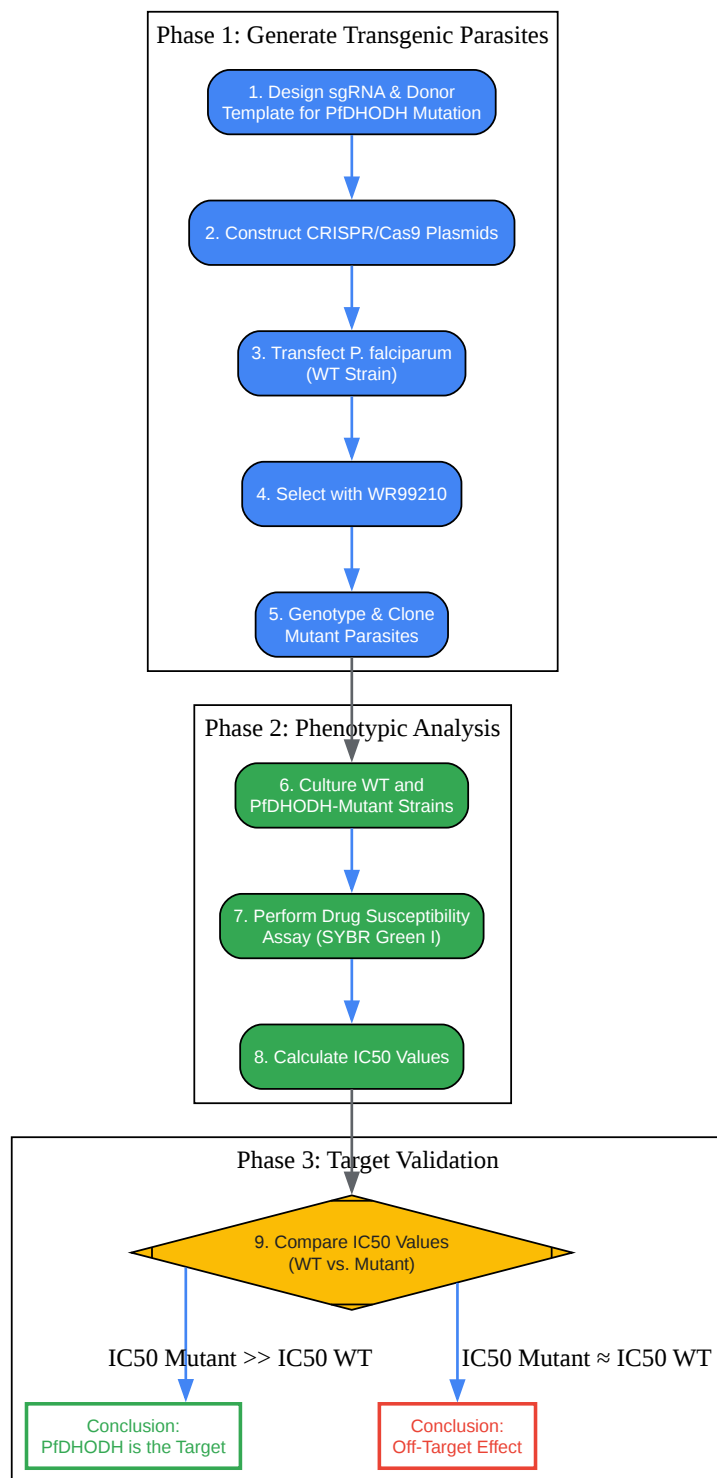 Phase 1: Generate Transgenic Parasites
1. Design sgRNA & Donor
Template for PfDHODH Mutation
2. Construct CRISPR/Cas9 Plasmids
3. Transfect P. falciparum
(WT Strain)
4. Select with WR99210
5. Genotype & Clone
Mutant Parasites
Phase 2: Phenotypic Analysis
6. Culture WT and
PfDHODH-Mutant Strains
7. Perform Drug Susceptibility
Assay (SYBR Green I)
8. Calculate IC50 Values
Phase 3: Target Validation
9. Compare IC50 Values
(WT vs. Mutant)
IC50 Mutant >> IC50 WT
IC50 Mutant ≈ IC50 WT
Conclusion:
PfDHODH is the Target
Conclusion:
Off-Target Effect